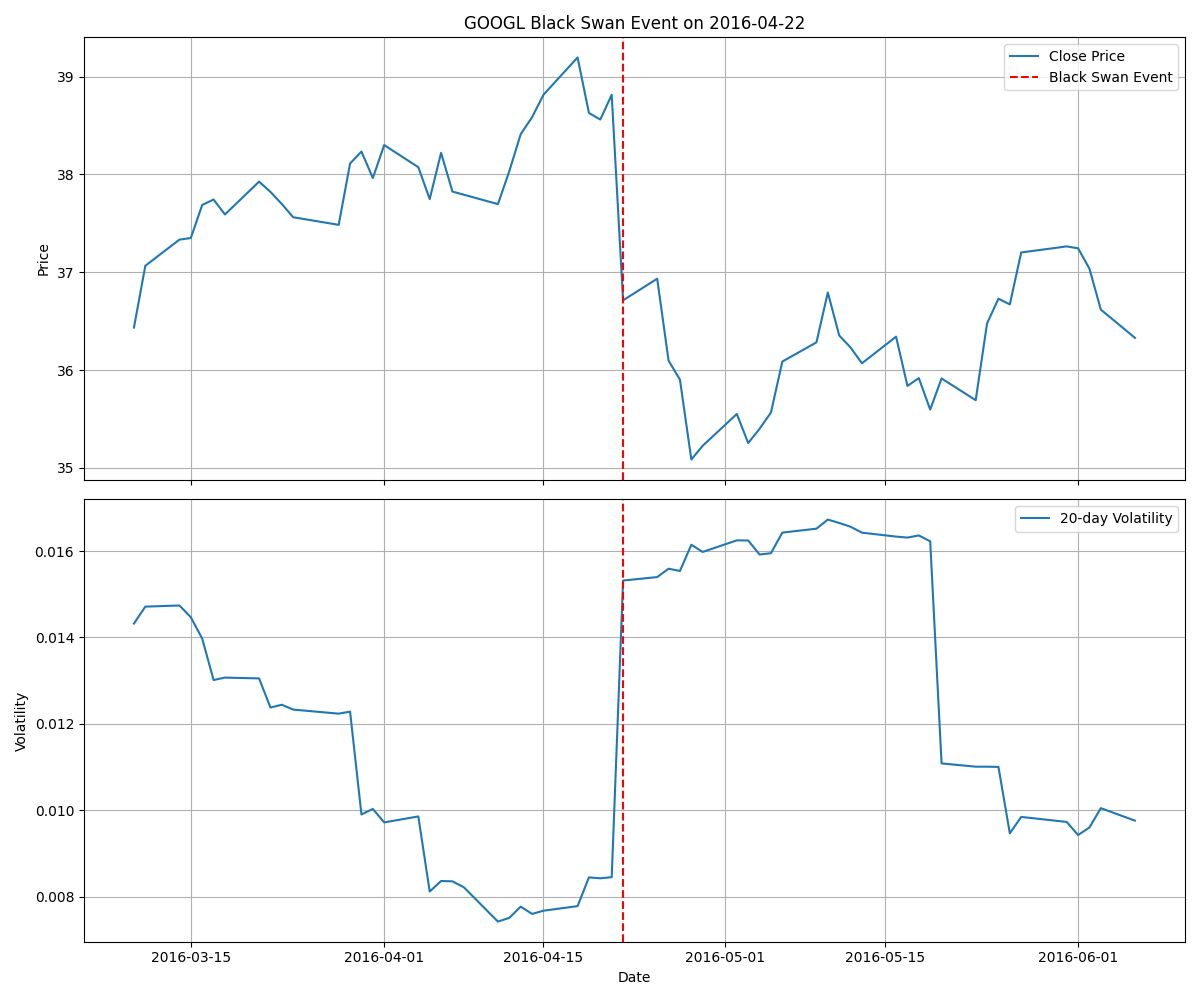 GOOGL Black Swan Event on 2016-04-22
Close Price
Black Swan Event
39
38
37
36
35
Price
20-day Volatility
0.016
0.014
0.012
0.010
0.008
Volatility
2016-03-15 2016-04-01 2016-04-15 2016-05-01 2016-05-15 2016-06-01
Date